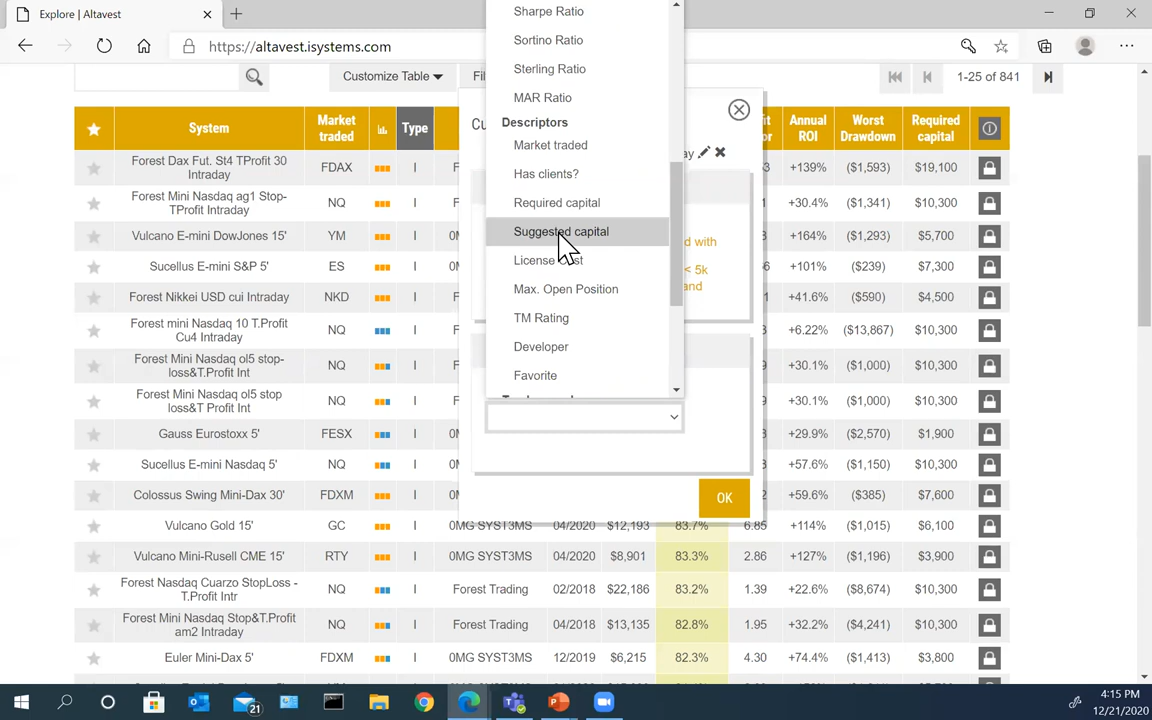 Explore | Altavest
https://altavest.isystems.com
Customize Table
1-25 of 841
System
Market traded
Type
Annual ROI
Worst Drawdown
Required capital
Sharpe Ratio
Sortino Ratio
Sterling Ratio
MAR Ratio
Descriptors
Market traded
Has clients?
Required capital
Suggested capital
License Cost
Max. Open Position
TM Rating
Developer
Favorite
ay
d with
< 5k
and
OK
Forest Dax Fut. St4 TProfit 30 Intraday FDAX I +139% ($1,593) $19,100
Forest Mini Nasdaq ag1 Stop-TProfit Intraday NQ I +30.4% ($1,341) $10,300
Vulcano E-mini DowJones 15' YM I +164% ($1,293) $5,700
Sucellus E-mini S&P 5' ES I +101% ($239) $7,300
Forest Nikkei USD cui Intraday NKD I +41.6% ($590) $4,500
Forest mini Nasdaq 10 T.Profit Cu4 Intraday NQ I +6.22% ($13,867) $10,300
Forest Mini Nasdaq ol5 stop-loss&T.Profit Int NQ I +30.1% ($1,000) $10,300
Forest Mini Nasdaq ol5 stop loss&T Profit Int NQ I +30.1% ($1,000) $10,300
Gauss Eurostoxx 5' FESX I +29.9% ($2,570) $1,900
Sucellus E-mini Nasdaq 5' NQ I +57.6% ($1,150) $10,300
Colossus Swing Mini-Dax 30' FDXM I +59.6% ($385) $7,600
Vulcano Gold 15' GC I 0MG SYST3MS 04/2020 $12,193 83.7% 6.85 +114% ($1,015) $6,100
Vulcano Mini-Rusell CME 15' RTY I 0MG SYST3MS 04/2020 $8,901 83.3% 2.86 +127% ($1,196) $3,900
Forest Nasdaq Cuarzo StopLoss - T.Profit Intr NQ I Forest Trading 02/2018 $22,186 83.2% 1.39 +22.6% ($8,674) $10,300
Forest Mini Nasdaq Stop&T.Profit am2 Intraday NQ I Forest Trading 04/2018 $13,135 82.8% 1.95 +32.2% ($4,241) $10,300
Euler Mini-Dax 5' FDXM I 0MG SYST3MS 12/2019 $6,215 82.3% 4.30 +74.4% ($1,413) $3,800
21
4:15 PM
12/21/2020